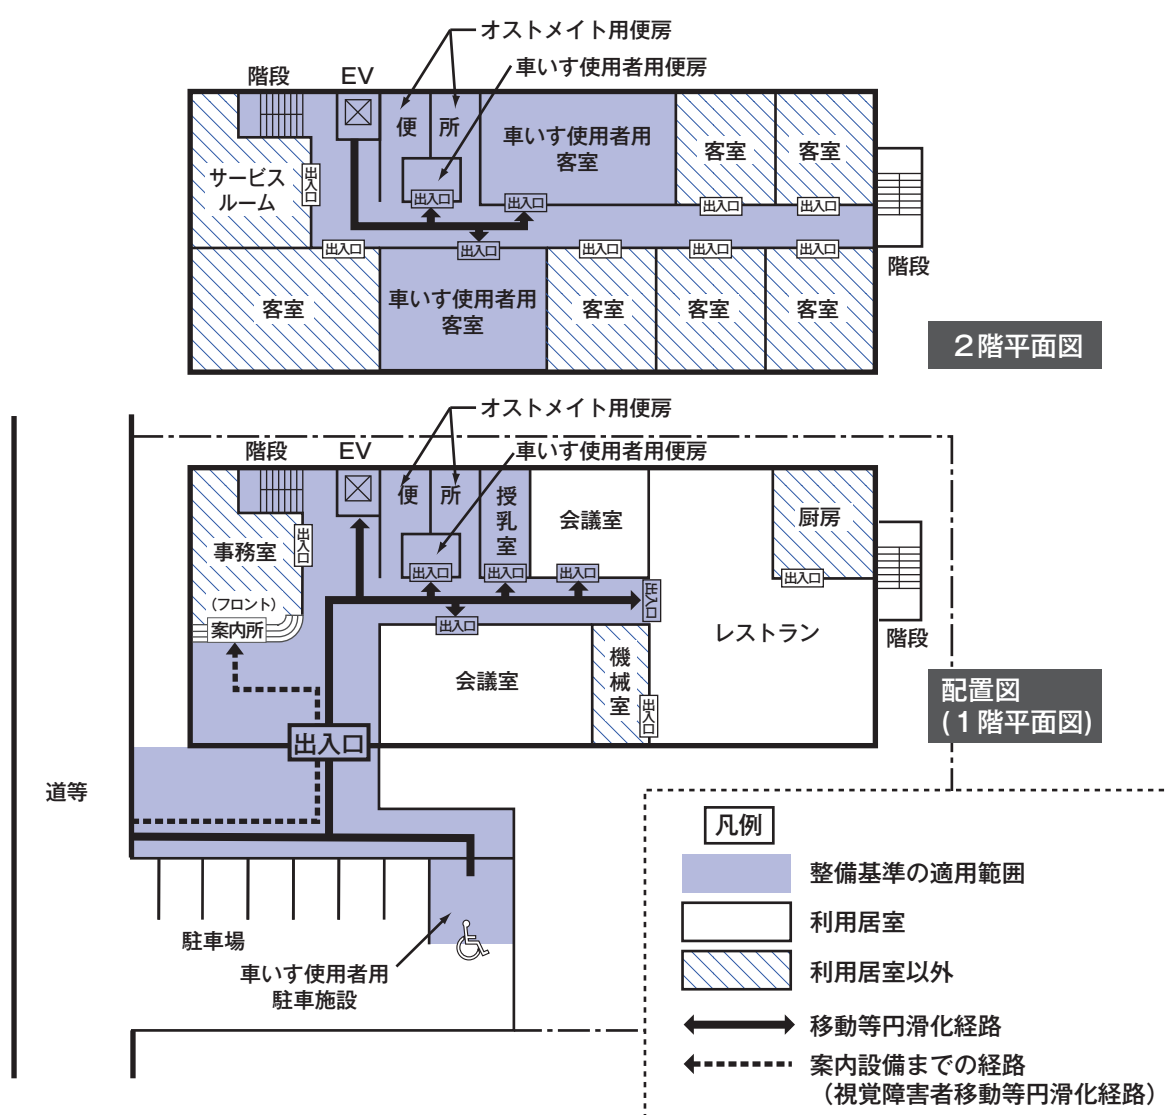 オストメイト用便房
車いす使用者用便房
階段
EV
便
所
車いす使用者用
客室
客室
客室
サービス
ルーム
出入口
出入口
出入口
出入口
出入口
出入口
出入口
出入口
出入口
出入口
階段
客室
車いす使用者用
客室
客室
客室
客室
2階平面図
オストメイト用便房
車いす使用者用便房
階段
EV
便
所
授乳室
会議室
厨房
事務室
出入口
(フロント)
案内所
出入口
出入口
出入口
出入口
出入口
出入口
レストラン
階段
会議室
機械室
出入口
配置図
(1階平面図)
出入口
道等
駐車場
車いす使用者用
駐車施設
凡例
整備基準の適用範囲
利用居室
利用居室以外
移動等円滑化経路
案内設備までの経路
(視覚障害者移動等円滑化経路)